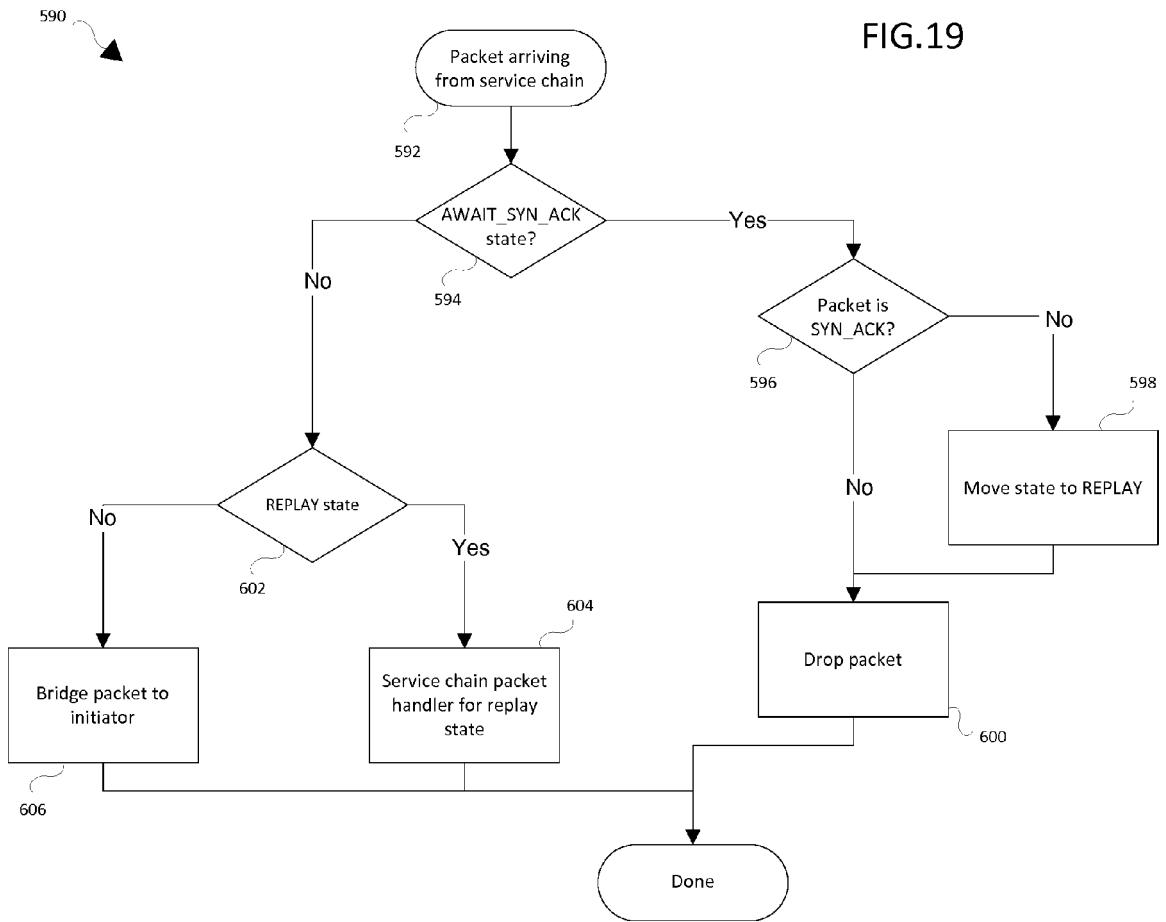 590
FIG.19
Packet arriving
from service chain
592
AWAIT_SYN_ACK
state?
594
Yes
No
Packet is
SYN_ACK?
596
No
598
Move state to REPLAY
No
REPLAY state
602
No
Yes
604
Service chain packet
handler for replay
state
Bridge packet to
initiator
606
Drop packet
600
Done